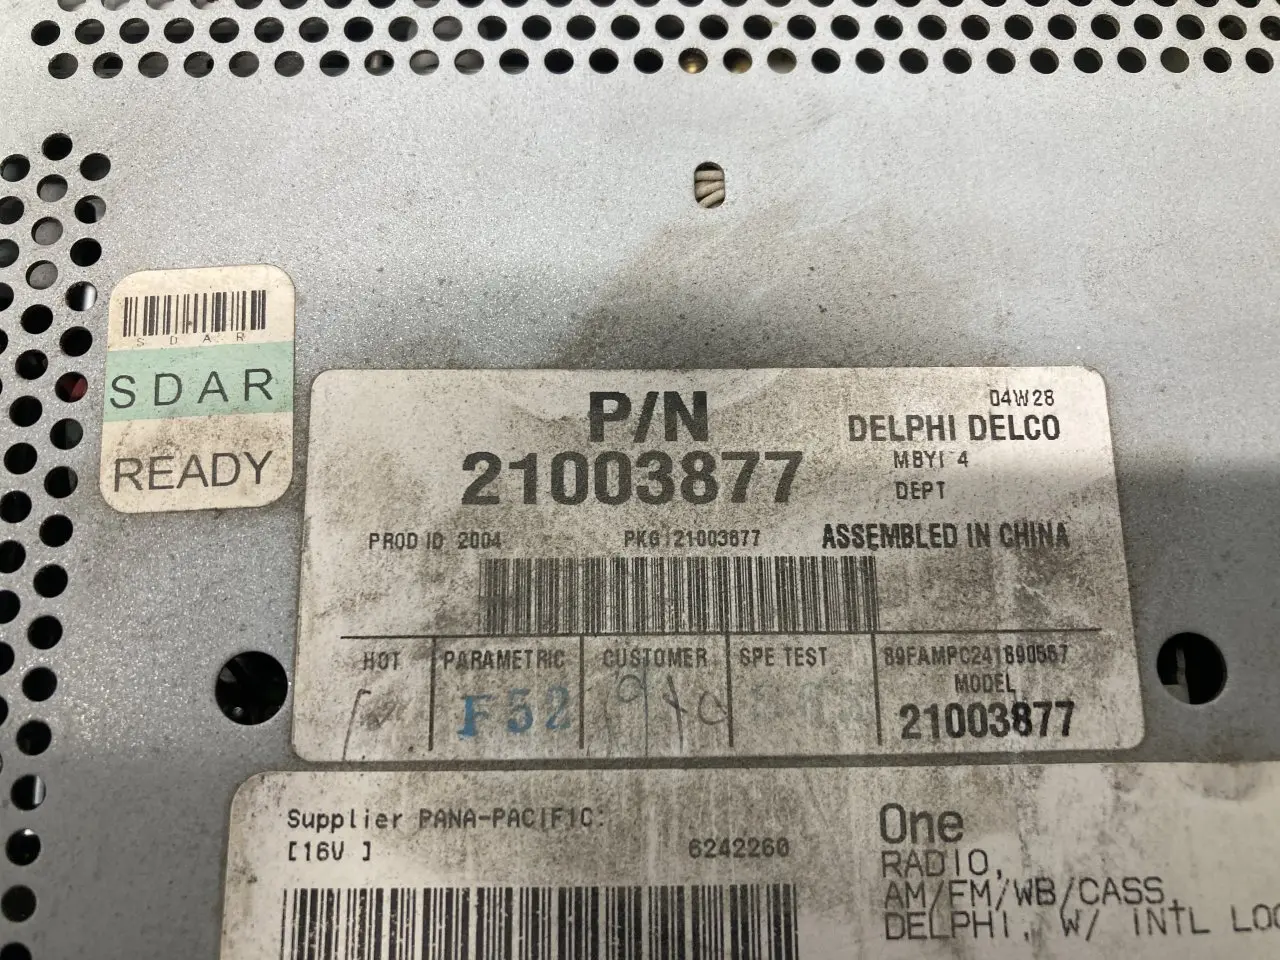 SDAR
SDAR
READY
04W28
P/N
DELPHI DELCO
21003877
MBYI 4
DEPT
PROD ID 2004
PKG 21003877
ASSEMBLED IN CHINA
HOT
PARAMETRIC
CUSTOMER
SPE TEST
89FAMPC241690567
F52
MODEL
21003877
Supplier PANA-PACIFIC:
[16V ]
6242260
One
RADIO,
AM/FM/WB/CASS,
DELPHI, W/ INTL